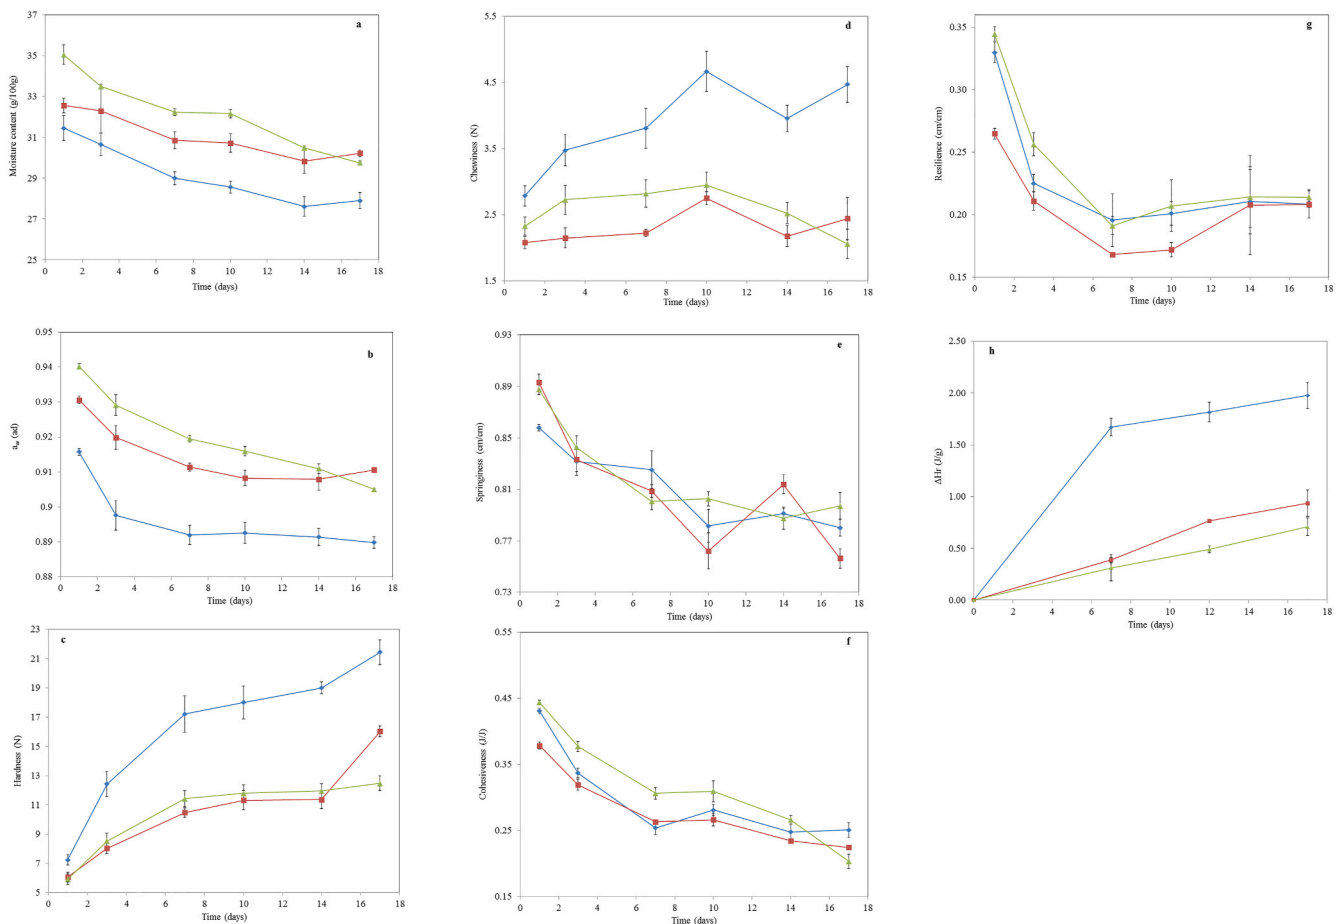 a
37
35
33
31
29
27
25
0 2 4 6 8 10 12 14 16 18
Moisture content (g/100g)
Time (days)
b
0.95
0.94
0.93
0.92
0.91
0.9
0.89
0.88
0 2 4 6 8 10 12 14 16 18
aw (ad)
Time (days)
c
23
21
19
17
15
13
11
9
7
5
0 2 4 6 8 10 12 14 16 18
Hardness (N)
Time (days)
d
5.5
4.5
3.5
2.5
1.5
0 2 4 6 8 10 12 14 16 18
Chewiness (N)
Time (days)
e
0.93
0.89
0.85
0.81
0.77
0.73
0 2 4 6 8 10 12 14 16 18
Springiness (cm/cm)
Time (days)
f
0.55
0.45
0.35
0.25
0.15
0 2 4 6 8 10 12 14 16 18
Cohesiveness (J/J)
Time (days)
g
0.35
0.30
0.25
0.20
0.15
0 2 4 6 8 10 12 14 16 18
Resilience (cm/cm)
Time (days)
h
2.50
2.00
1.50
1.00
0.50
0.00
0 2 4 6 8 10 12 14 16 18
ΔHr (J/g)
Time (days)